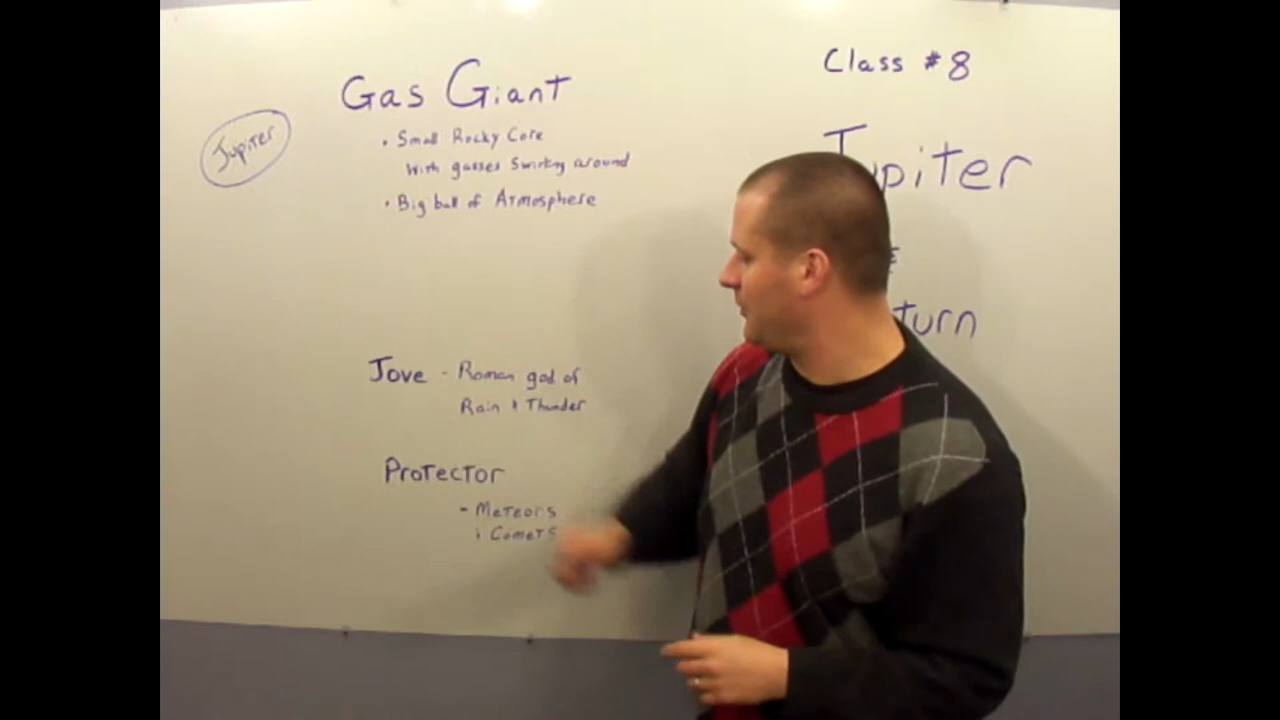 Class # 8
Gas Giant
Jupiter
• Small Rocky Core
with gasses Swirling around
• Big ball of Atmosphere
Jupiter
turn
Jove - Roman god of
Rain & Thunder
Protector
- Meteors
& Comets